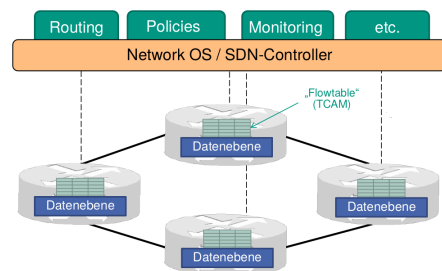 Routing
Policies
Monitoring
etc.
Network OS / SDN-Controller
„Flowtable“
(TCAM)
Datenebene
Datenebene
Datenebene
Datenebene